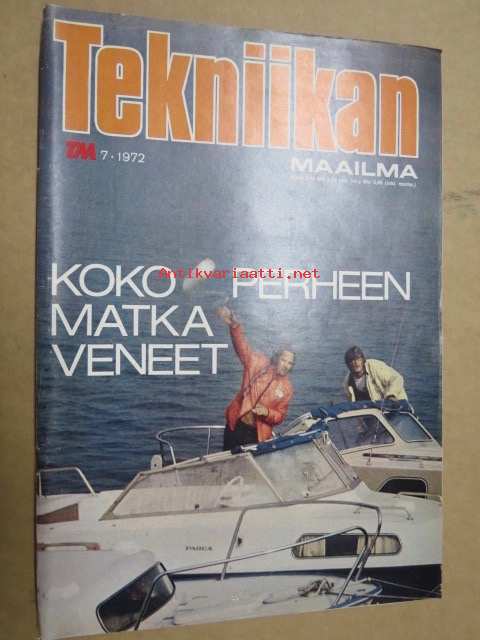 Tekniikan
TM 7 · 1972
MAAILMA
Antikvariaatti.net
KOKO PERHEEN
MATKA
VENEET